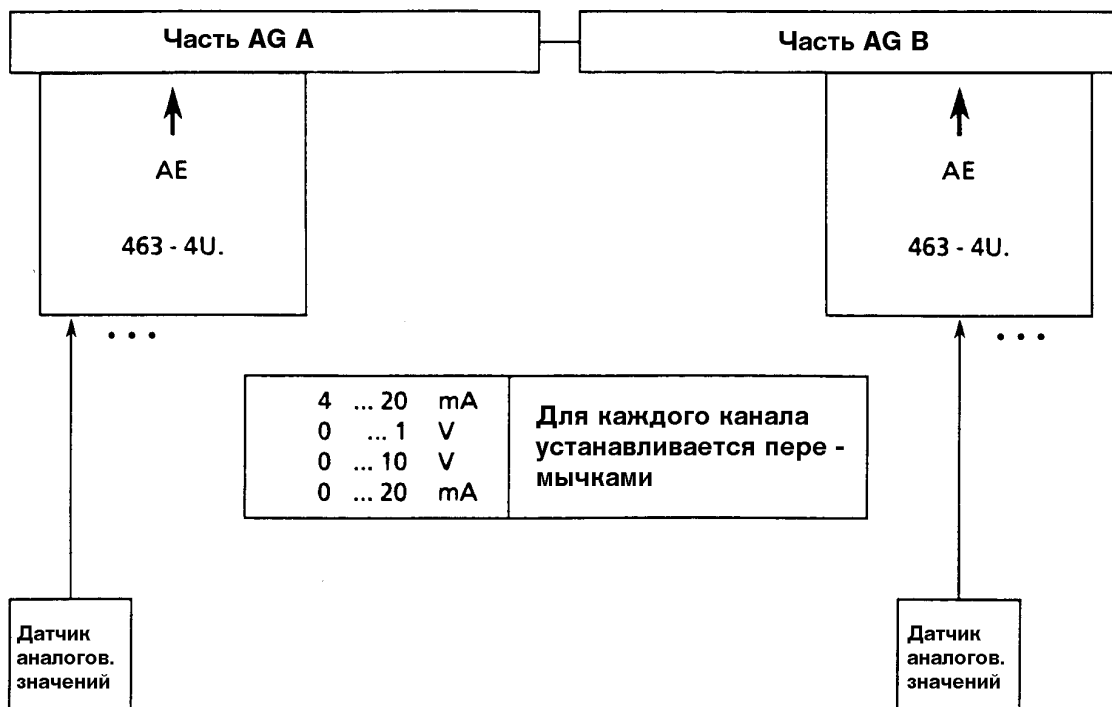 Часть AG A
Часть AG B
AE
AE
463 - 4U.
463 - 4U.
...
...
4 ... 20 mA
0 ... 1 V
0 ... 10 V
0 ... 20 mA
Для каждого канала
устанавливается пере -
мычками
Датчик
аналогов.
значений
Датчик
аналогов.
значений